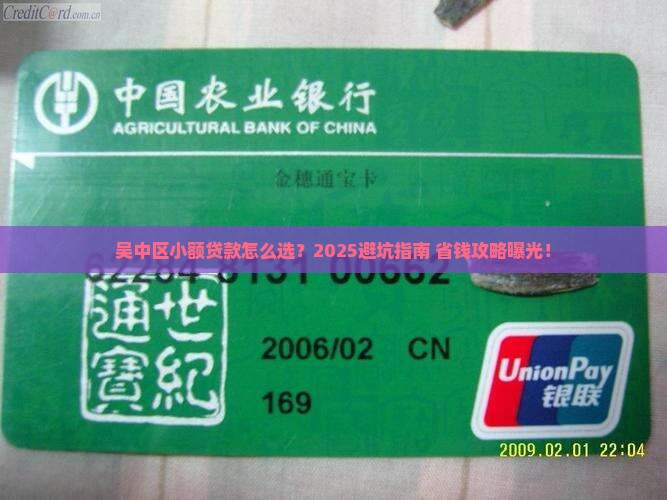 CreditCard.com.cn
中国农业银行
AGRICULTURAL BANK OF CHINA
金穗通宝卡
吴中区小额贷款怎么选？2025避坑指南 省钱攻略曝光！
世紀
通寶
2006/02 CN
169
UnionPay
银联
2009.02.01 22:04